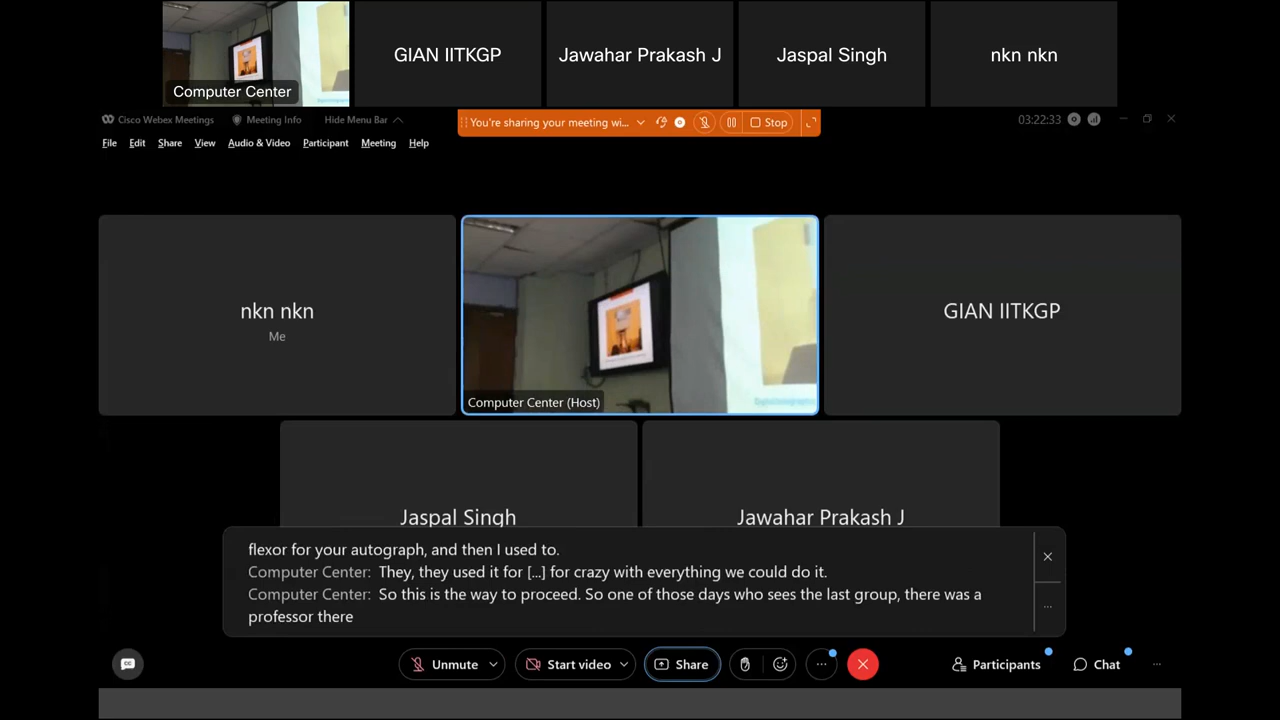 Computer Center
GIAN IITKGP
Jawahar Prakash J
Jaspal Singh
nkn nkn
Cisco Webex Meetings
Meeting Info
Hide Menu Bar
You're sharing your meeting wi...
Stop
03:22:33
File Edit Share View Audio & Video Participant Meeting Help
nkn nkn
Me
Computer Center (Host)
GIAN IITKGP
Jaspal Singh
Jawahar Prakash J
flexor for your autograph, and then I used to.
Computer Center: They, they used it for [...] for crazy with everything we could do it.
Computer Center: So this is the way to proceed. So one of those days who sees the last group, there was a
professor there
Unmute
Start video
Share
Participants
Chat